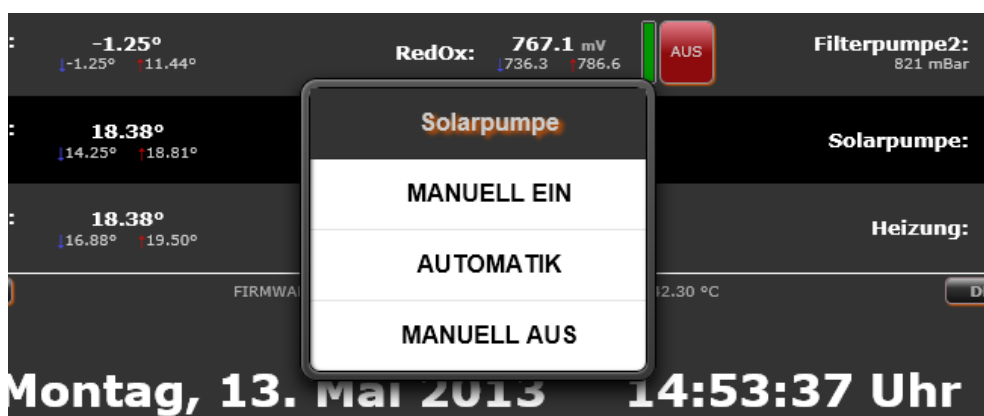 : -1.25° RedOx: 767.1 mV AUS Filterpumpe2:
↓-1.25° ↑11.44° ↓736.3 ↑786.6 821 mBar
Solarpumpe
: 18.38° Solarpumpe:
↓14.25° ↑18.81°
MANUELL EIN
: 18.38° Heizung:
↓16.88° ↑19.50°
AUTOMATIK
FIRMWA 2.30 °C D
MANUELL AUS
Montag, 13. Mai 2013 14:53:37 Uhr